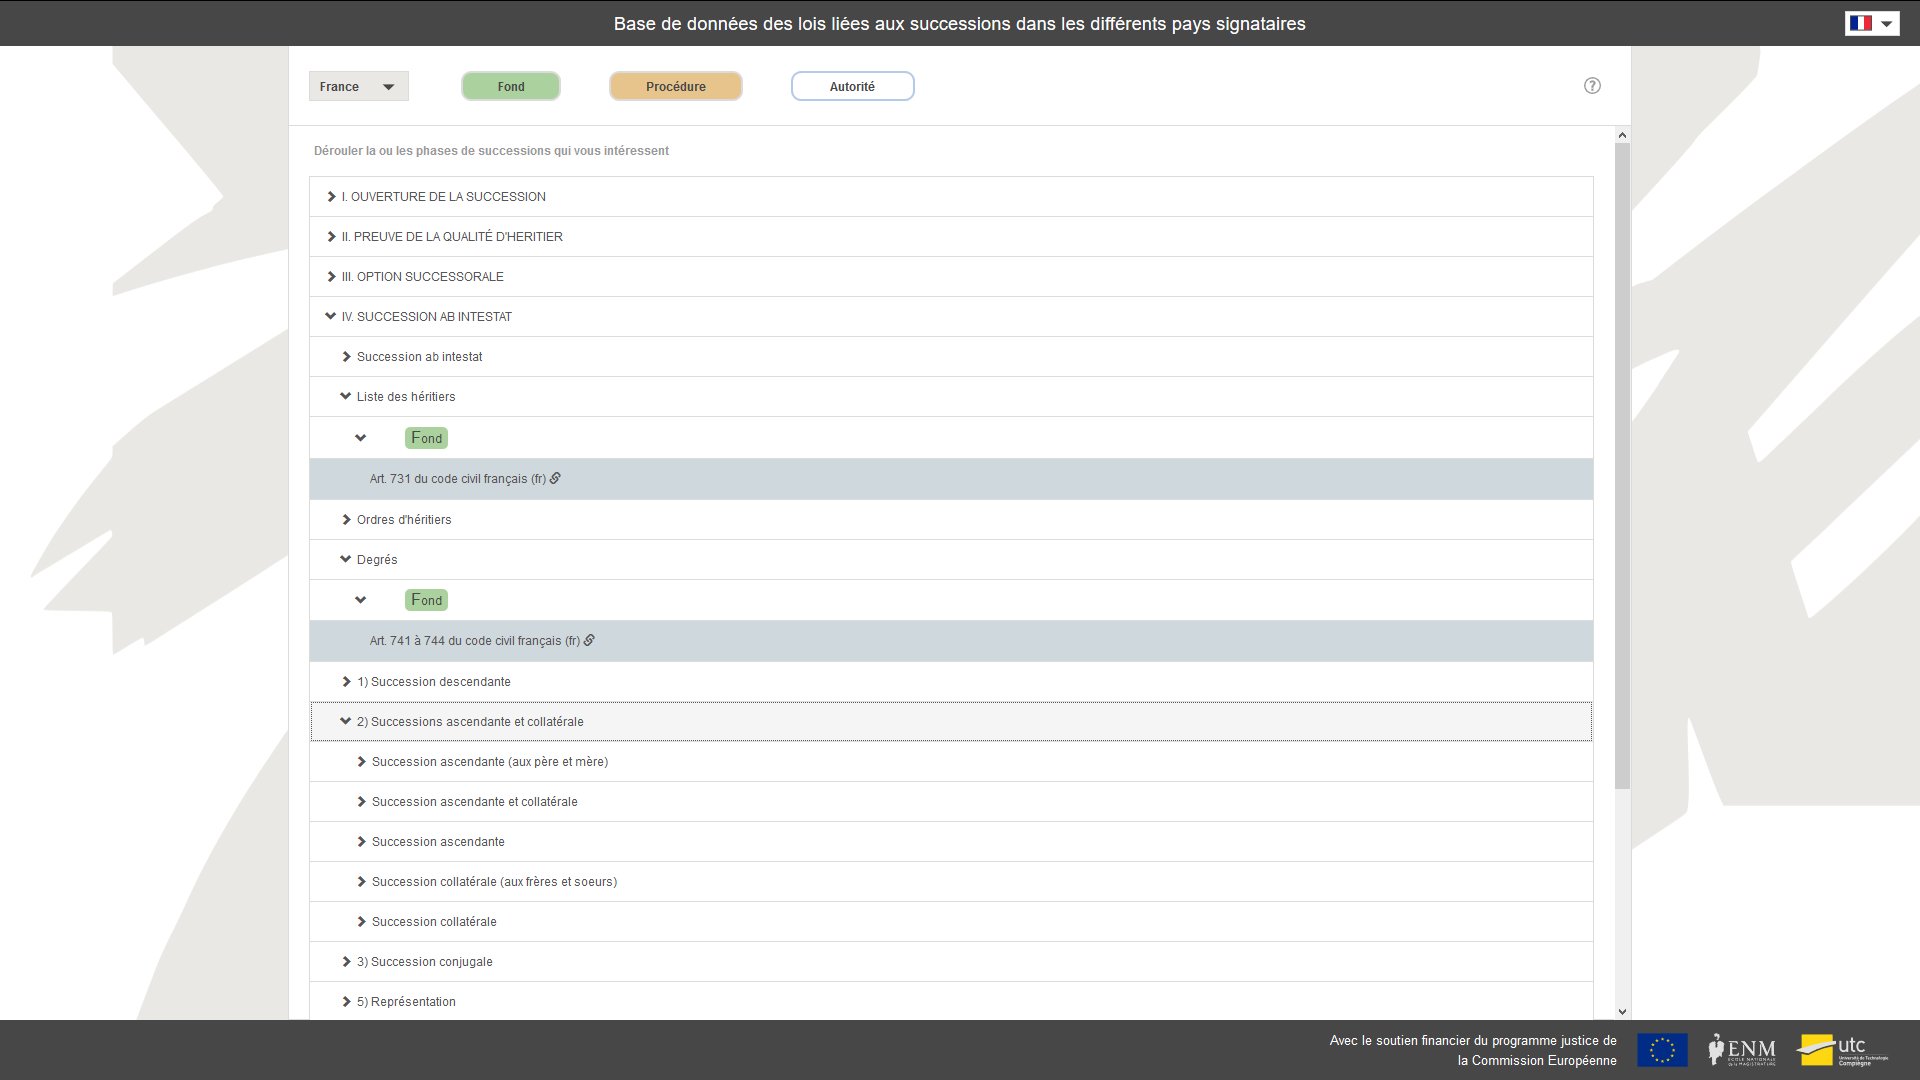 Base de données des lois liées aux successions dans les différents pays signataires
France
Fond
Procédure
Autorité
?
Dérouler la ou les phases de successions qui vous intéressent
I. OUVERTURE DE LA SUCCESSION
II. PREUVE DE LA QUALITÉ D'HERITIER
III. OPTION SUCCESSORALE
IV. SUCCESSION AB INTESTAT
Succession ab intestat
Liste des héritiers
Fond
Art. 731 du code civil français (fr)
Ordres d'héritiers
Degrés
Fond
Art. 741 à 744 du code civil français (fr)
1) Succession descendante
2) Successions ascendante et collatérale
Succession ascendante (aux père et mère)
Succession ascendante et collatérale
Succession ascendante
Succession collatérale (aux frères et soeurs)
Succession collatérale
3) Succession conjugale
5) Représentation
Avec le soutien financier du programme justice de
la Commission Européenne
ENM
utc
Université de Technologie
Compiègne